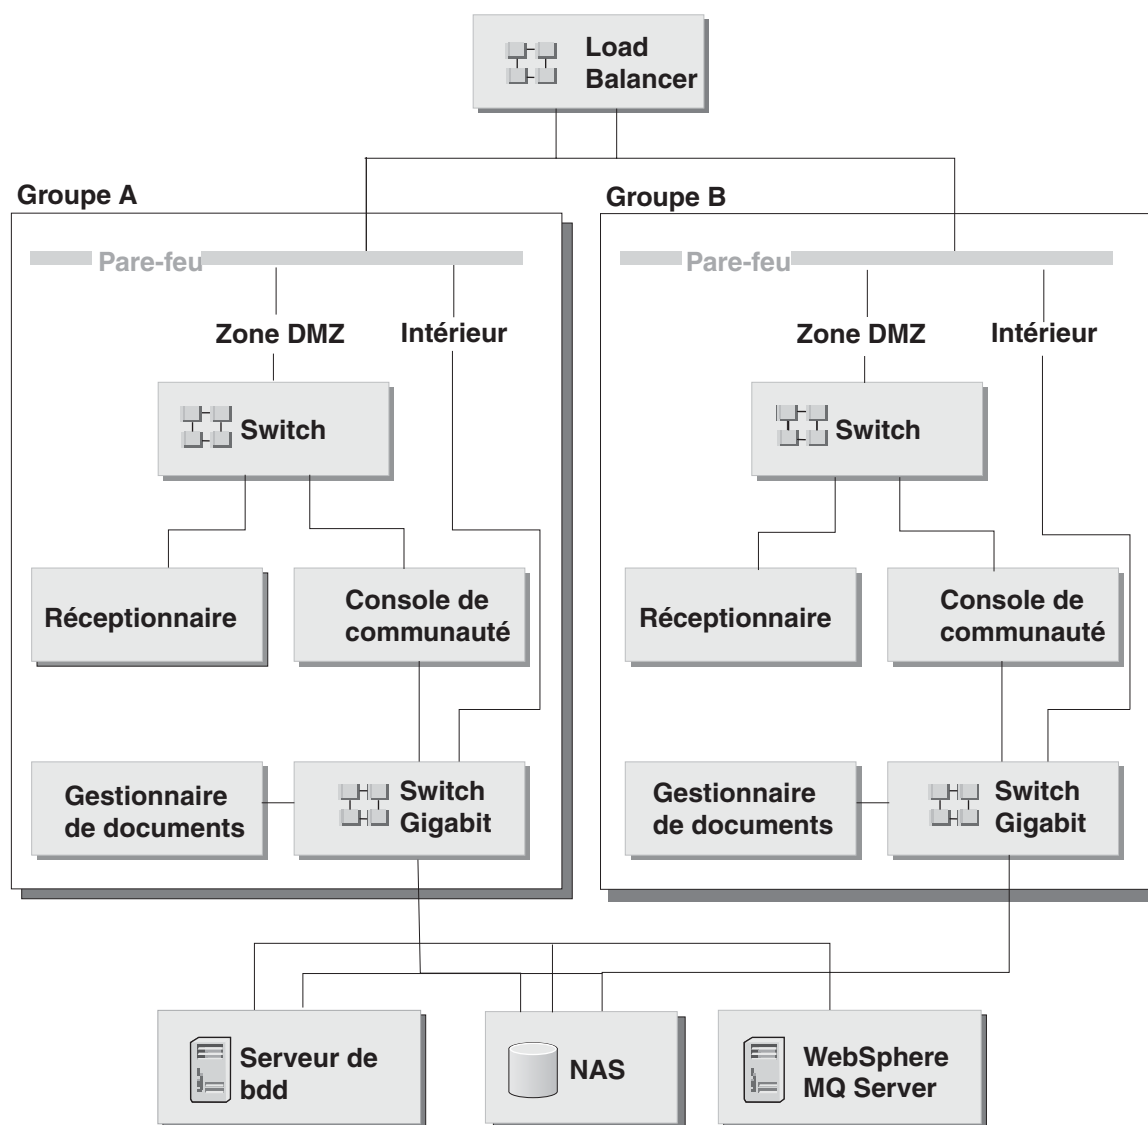 Load
Balancer
Groupe A
Groupe B
Pare-feu
Pare-feu
Zone DMZ
Intérieur
Zone DMZ
Intérieur
Switch
Switch
Réceptionnaire
Console de
communauté
Réceptionnaire
Console de
communauté
Gestionnaire
de documents
Switch
Gigabit
Gestionnaire
de documents
Switch
Gigabit
Serveur de
bdd
NAS
WebSphere
MQ Server